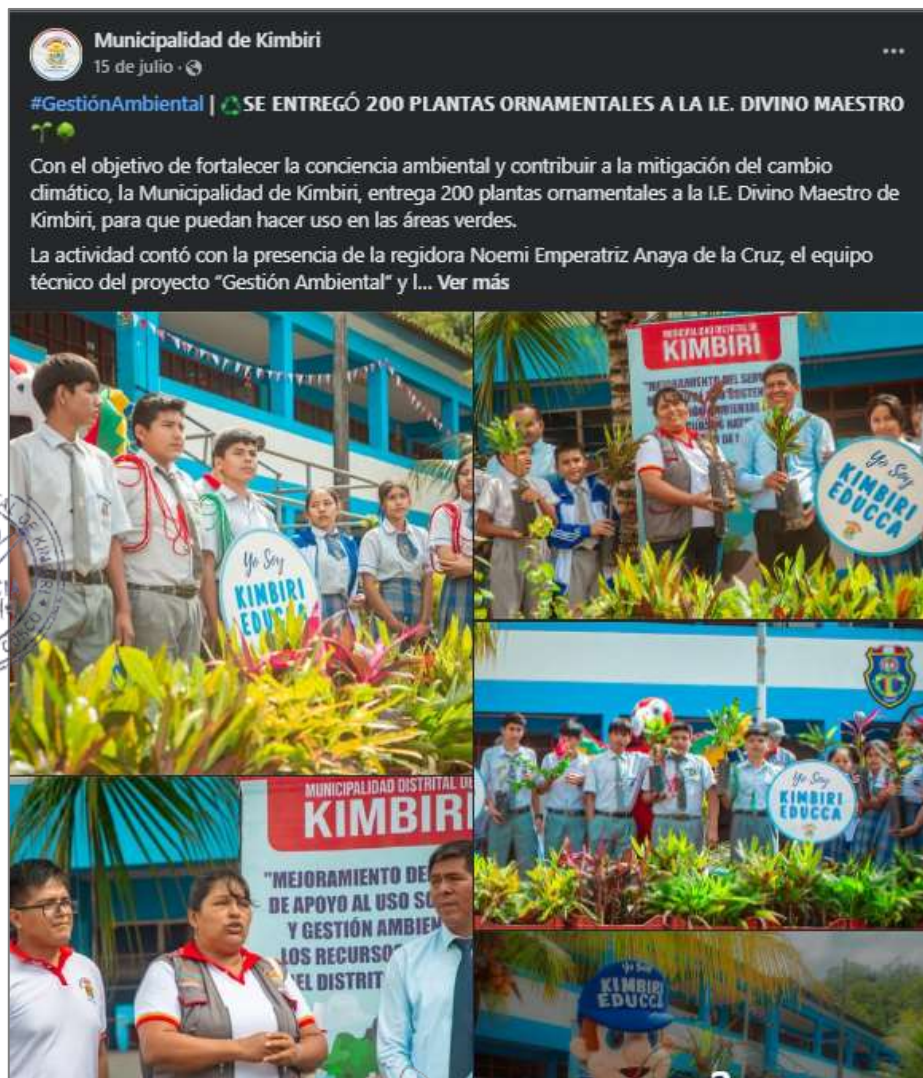 Municipalidad de Kimbiri
15 de julio
#GestiónAmbiental | SE ENTREGÓ 200 PLANTAS ORNAMENTALES A LA I.E. DIVINO MAESTRO
Con el objetivo de fortalecer la conciencia ambiental y contribuir a la mitigación del cambio
climático, la Municipalidad de Kimbiri, entrega 200 plantas ornamentales a la I.E. Divino Maestro de
Kimbiri, para que puedan hacer uso en las áreas verdes.
La actividad contó con la presencia de la regidora Noemi Emperatriz Anaya de la Cruz, el equipo
técnico del proyecto "Gestión Ambiental" y l... Ver más
Yo Soy
KIMBIRI
EDUCCA
MUNICIPALIDAD DISTRITAL DE
KIMBIRI
"MEJORAMIENTO DEL SER
Yo Soy
KIMBIRI
EDUCCA
Yo Soy
KIMBIRI
EDUCCA
MUNICIPALIDAD DISTRITAL DE
KIMBIRI
"MEJORAMIENTO DE
DE APOYO AL USO SO
Y GESTIÓN AMBIEN
LOS RECURSOS
EL DISTRIT
Yo Soy
KIMBIRI
EDUCCA